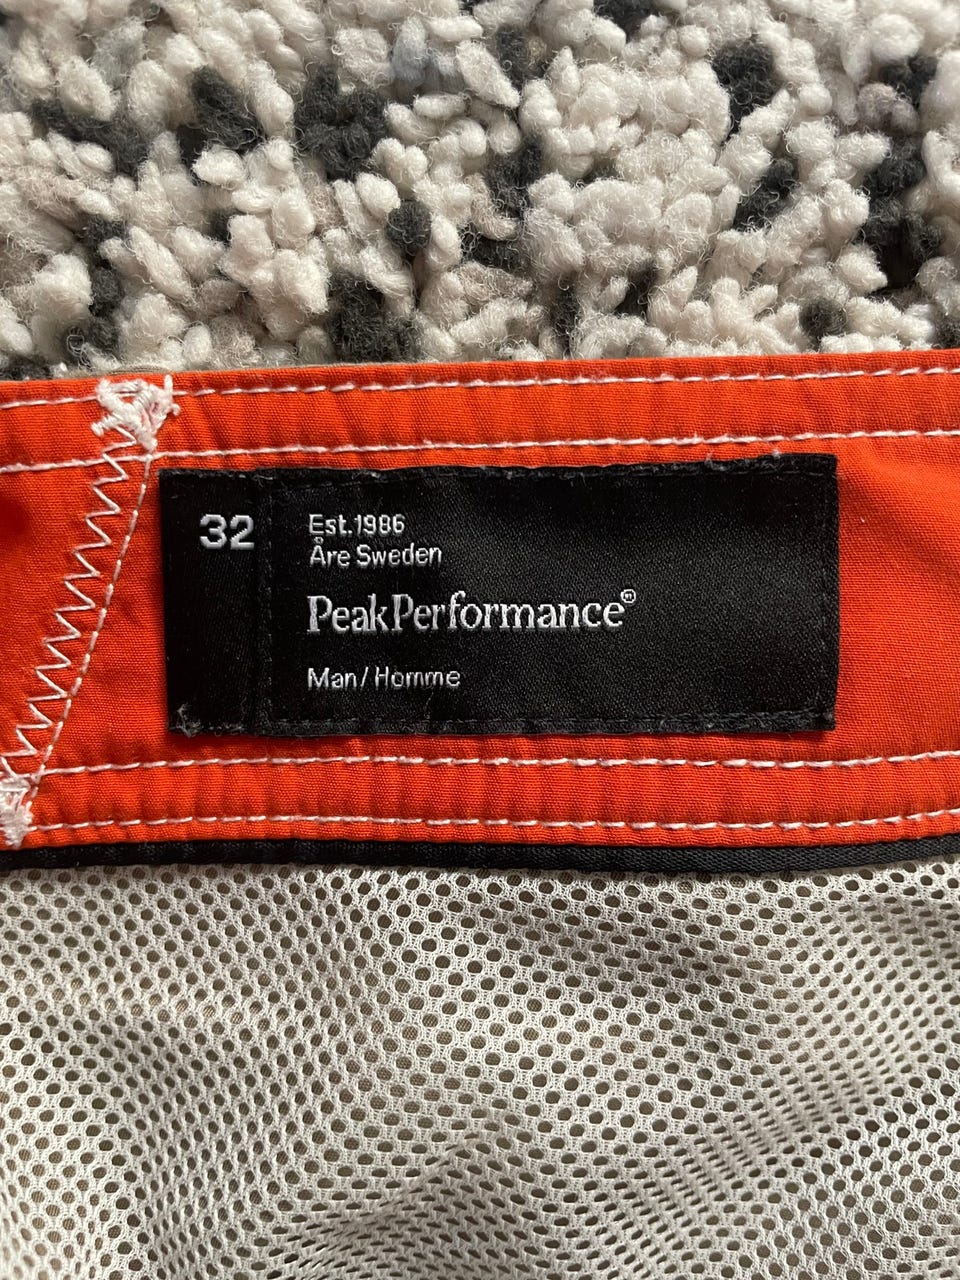 32
Est.1986
Åre Sweden
PeakPerformance®
Man/Homme